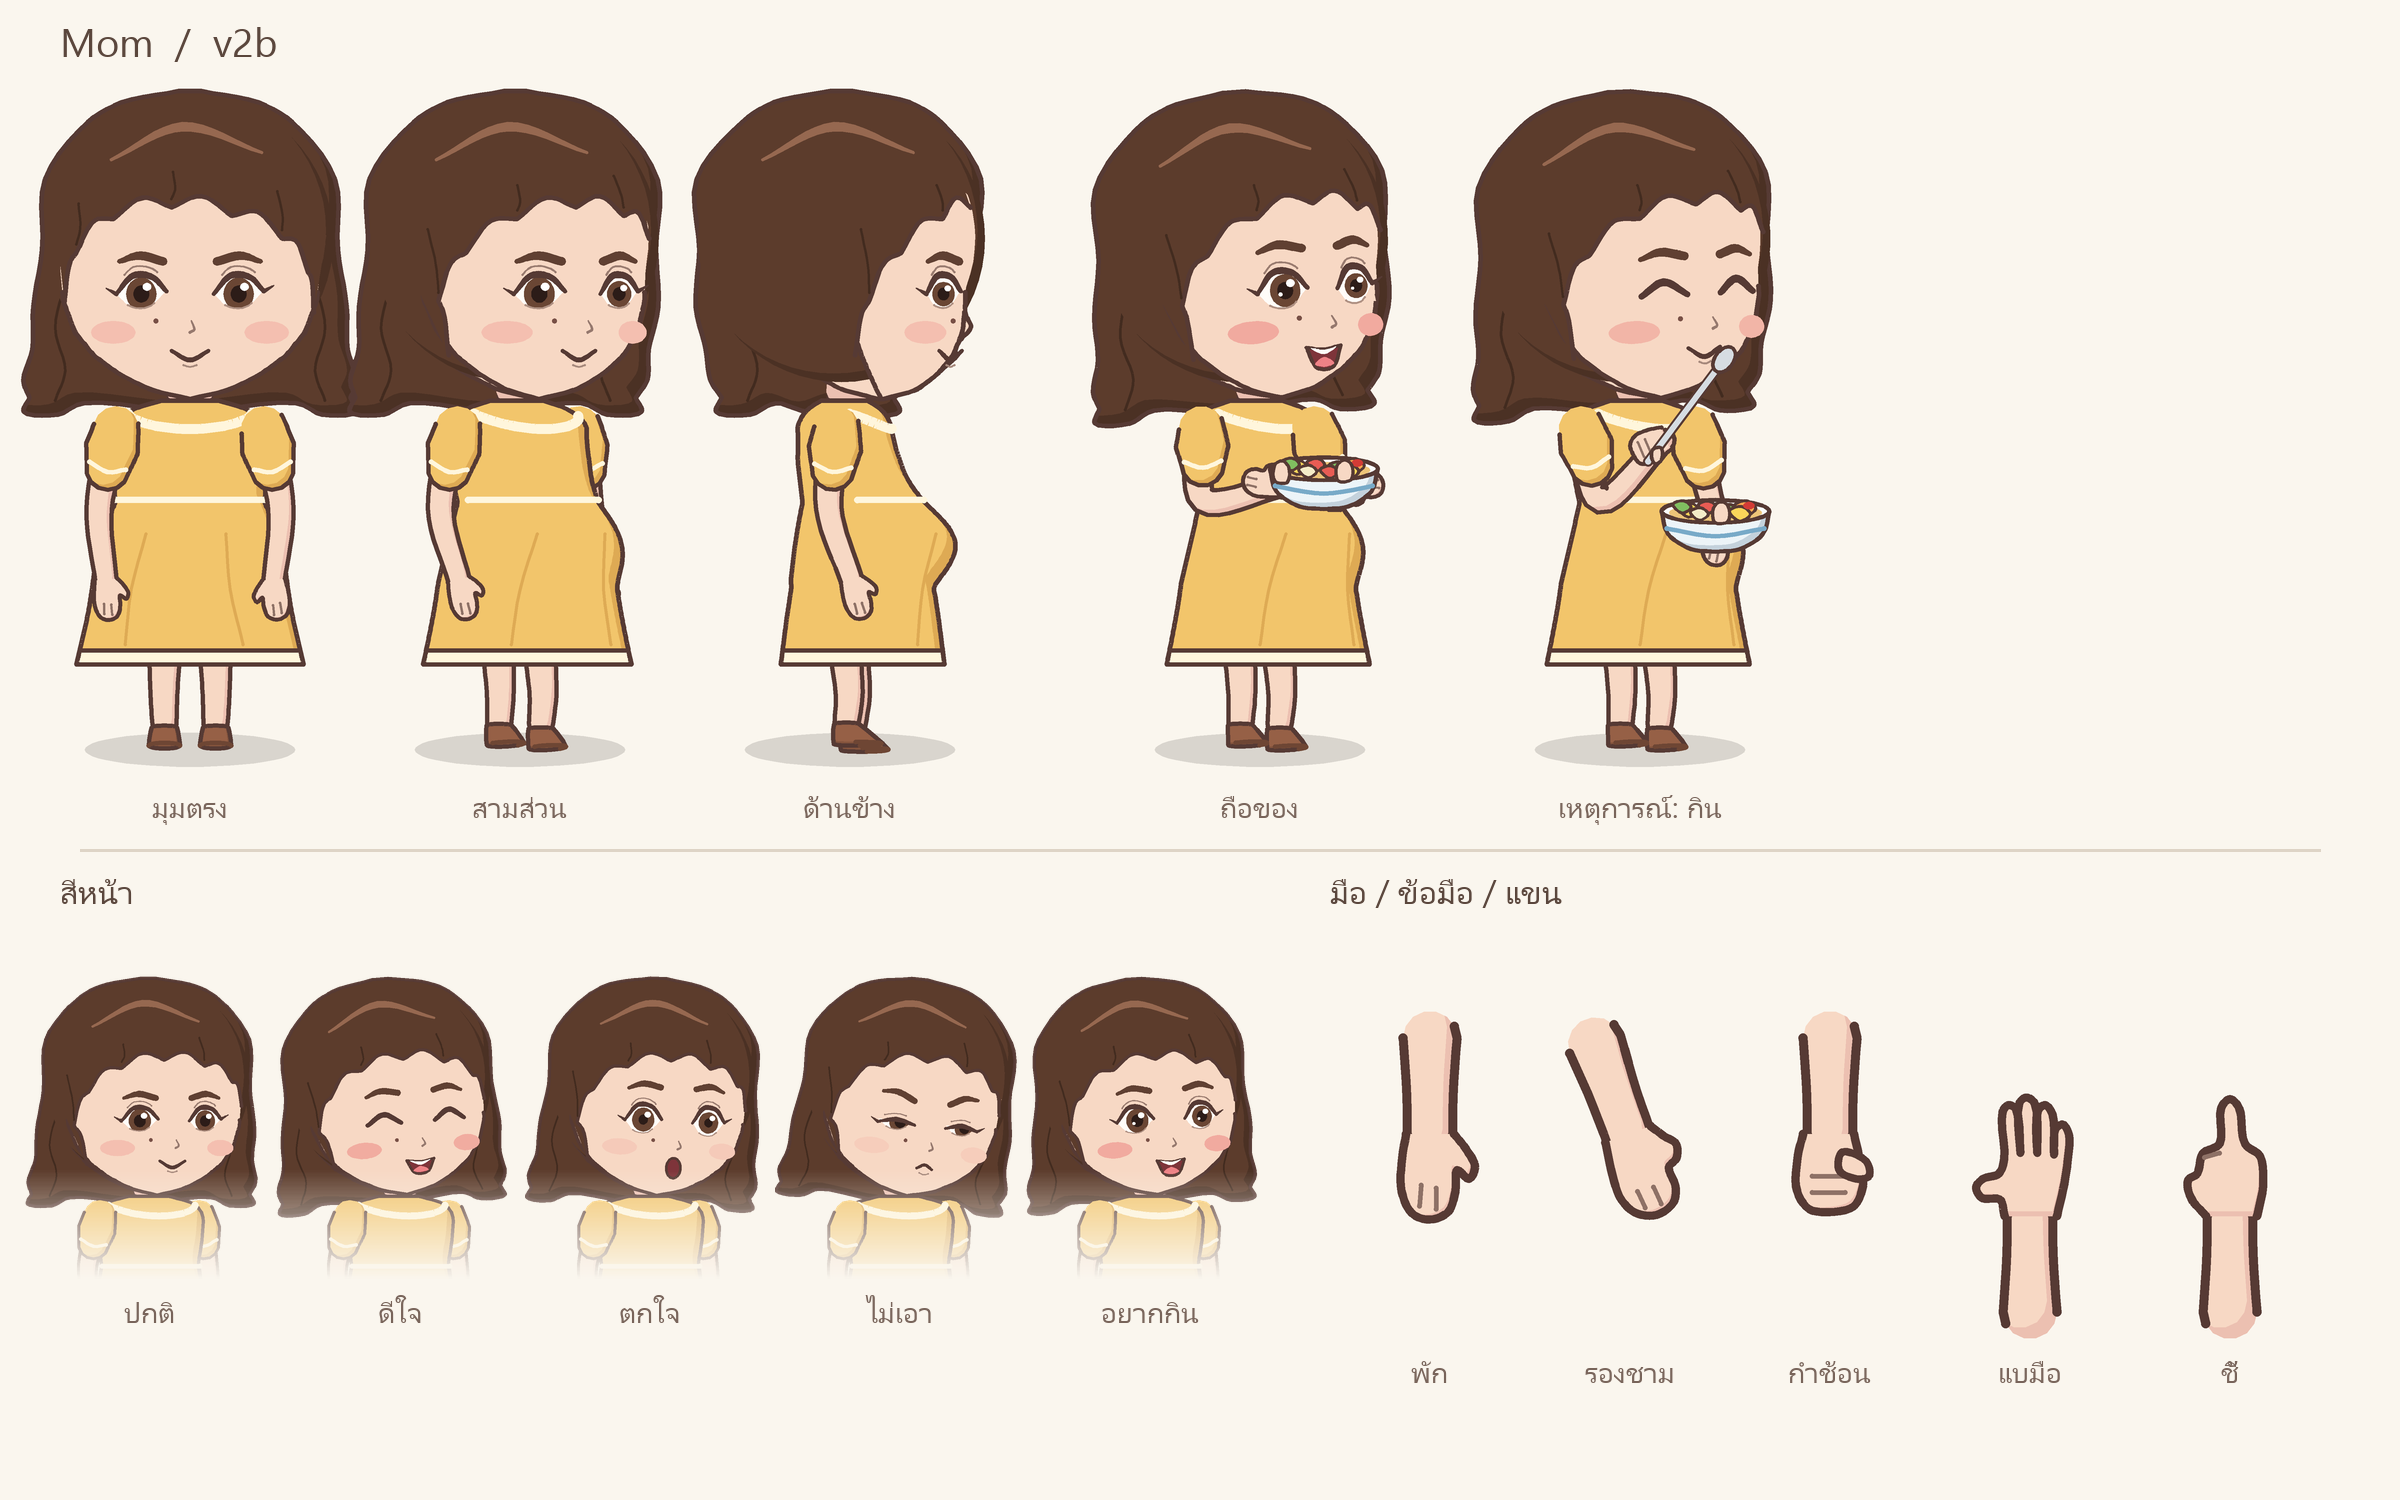 Mom / v2b
มุมตรง
สามส่วน
ด้านข้าง
ถือของ
เหตุการณ์: กิน
สีหน้า
มือ / ข้อมือ / แขน
ปกติ
ดีใจ
ตกใจ
ไม่เอา
อยากกิน
พัก
รองชาม
กำช้อน
แบมือ
ชี้